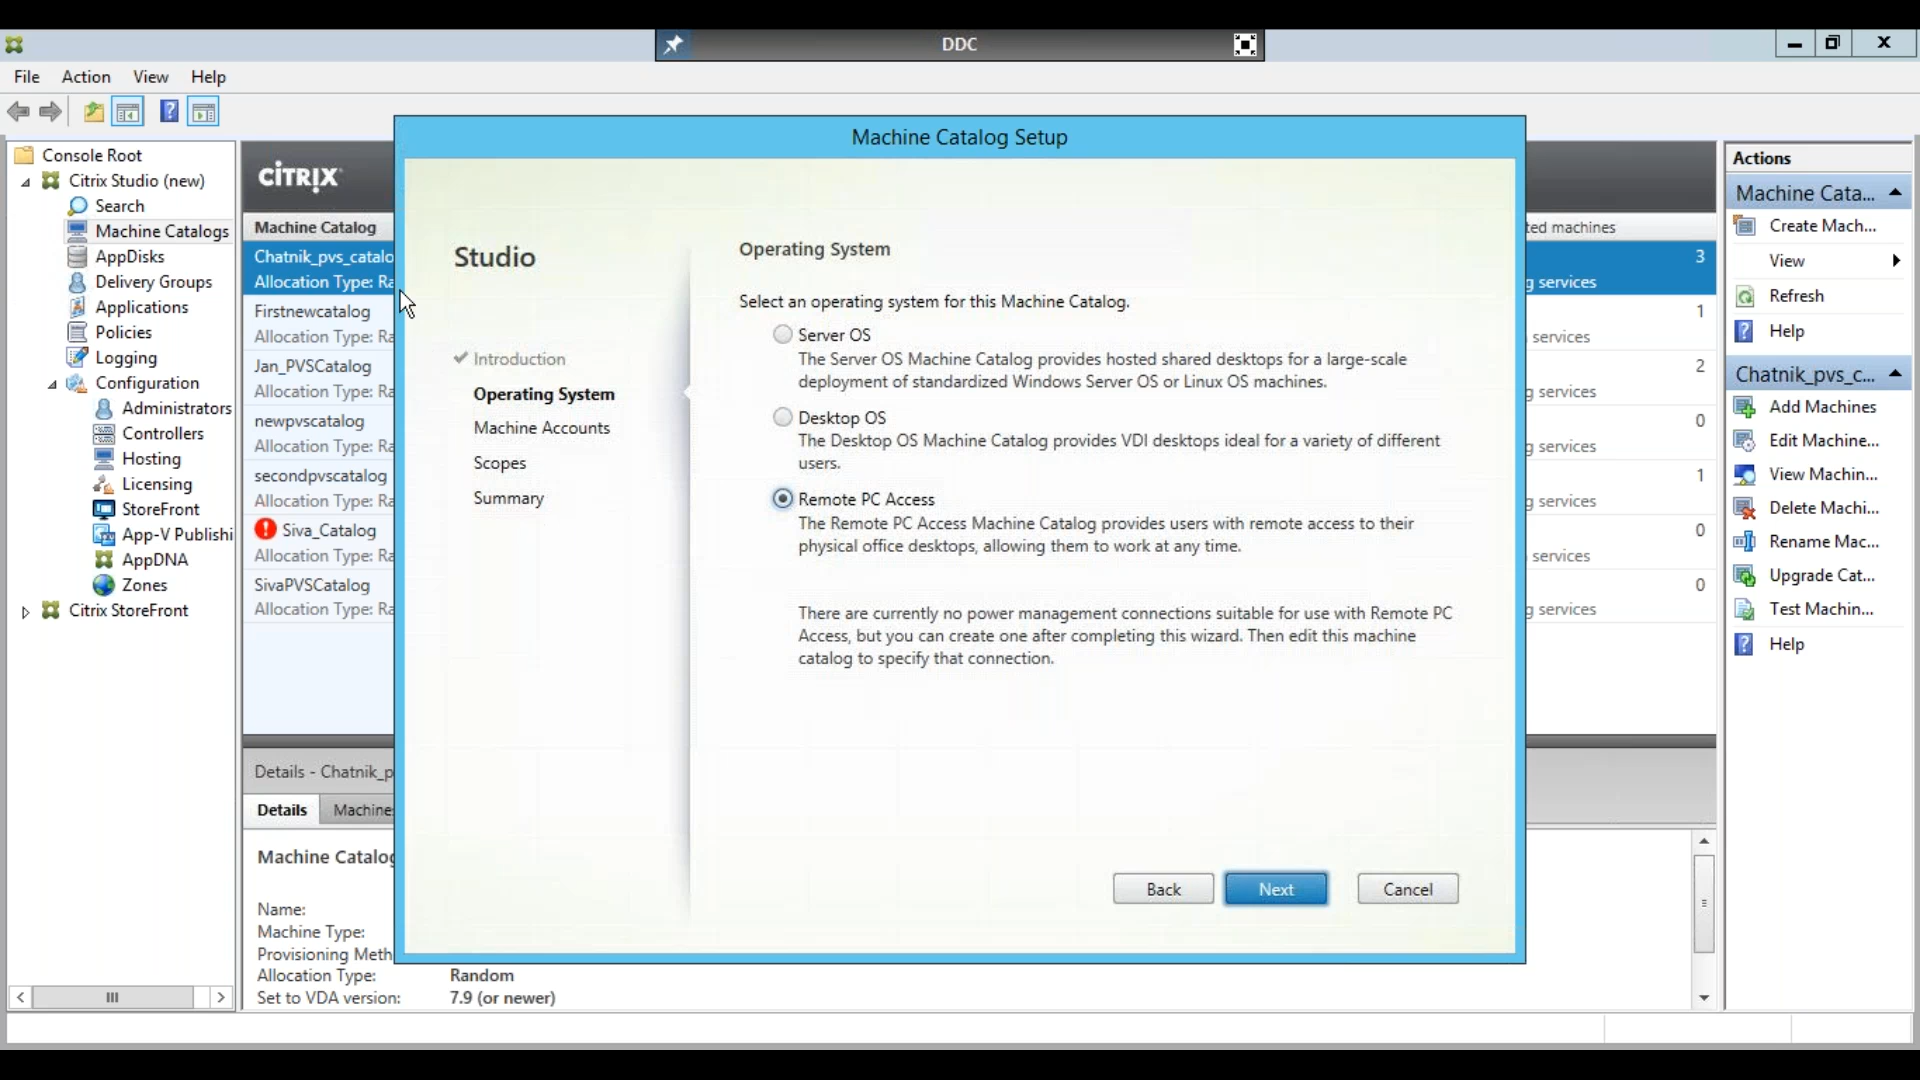 DDC
File Action View Help
Console Root
Citrix Studio (new)
Search
Machine Catalogs
AppDisks
Delivery Groups
Applications
Policies
Logging
Configuration
Administrators
Controllers
Hosting
Licensing
StoreFront
App-V Publishi
AppDNA
Zones
Citrix StoreFront
CİTRIX
Machine Catalog
Chatnik_pvs_catalo
Allocation Type: Ra
Firstnewcatalog
Allocation Type: Ra
Jan_PVSCatalog
Allocation Type: Ra
newpvscatalog
Allocation Type: Ra
secondpvscatalog
Allocation Type: Ra
Siva_Catalog
Allocation Type: Ra
SivaPVSCatalog
Allocation Type: Ra
Details - Chatnik_p
Details Machine
Machine Catalog
Name:
Machine Type:
Provisioning Meth
Allocation Type: Random
Set to VDA version: 7.9 (or newer)
Machine Catalog Setup
Studio
Introduction
Operating System
Machine Accounts
Scopes
Summary
Operating System
Select an operating system for this Machine Catalog.
Server OS
The Server OS Machine Catalog provides hosted shared desktops for a large-scale
deployment of standardized Windows Server OS or Linux OS machines.
Desktop OS
The Desktop OS Machine Catalog provides VDI desktops ideal for a variety of different
users.
Remote PC Access
The Remote PC Access Machine Catalog provides users with remote access to their
physical office desktops, allowing them to work at any time.
There are currently no power management connections suitable for use with Remote PC
Access, but you can create one after completing this wizard. Then edit this machine
catalog to specify that connection.
Back Next Cancel
ted machines
3
g services
1
services
2
g services
0
g services
1
g services
0
services
0
g services
Actions
Machine Cata...
Create Mach...
View
Refresh
Help
Chatnik_pvs_c...
Add Machines
Edit Machine...
View Machin...
Delete Machi...
Rename Mac...
Upgrade Cat...
Test Machin...
Help